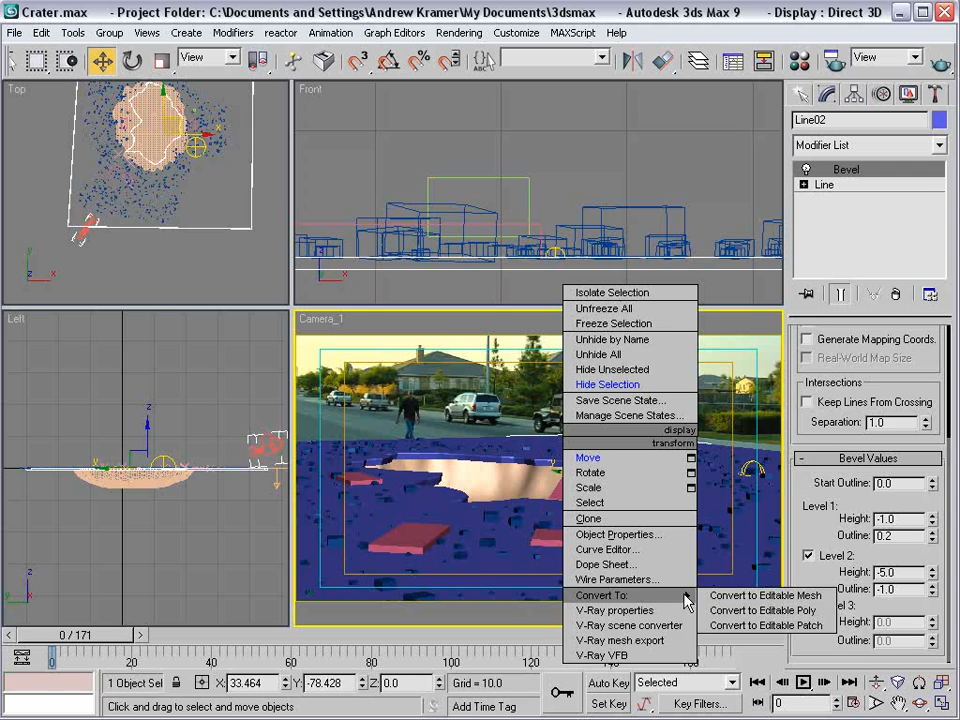 Crater.max - Project Folder: C:\Documents and Settings\Andrew Kramer\My Documents\3dsmax - Autodesk 3ds Max 9 - Display : Direct 3D
File Edit Tools Group Views Create Modifiers reactor Animation Graph Editors Rendering Customize MAXScript Help
View
View
Top
Front
Left
Camera_1
Line02
Modifier List
Bevel
Line
Generate Mapping Coords.
Real-World Map Size
Intersections
Keep Lines From Crossing
Separation: 1.0
Bevel Values
Start Outline: 0.0
Level 1:
Height: -1.0
Outline: 0.2
Level 2:
Height: -5.0
-1.0
el 3:
Height: 0.0
Outline: 0.0
Isolate Selection
Unfreeze All
Freeze Selection
Unhide by Name
Unhide All
Hide Unselected
Hide Selection
Save Scene State...
Manage Scene States...
display
transform
Move
Rotate
Scale
Select
Clone
Object Properties...
Curve Editor...
Dope Sheet...
Wire Parameters...
Convert To:
V-Ray properties
V-Ray scene converter
V-Ray mesh export
V-Ray VFB
Convert to Editable Mesh
Convert to Editable Poly
Convert to Editable Patch
0 / 171
0 20 40 60 80 100 120 140 160
1 Object Sel X: 33.464 Y: -78.428 Z: 0.0 Grid = 10.0 Auto Key Selected
Click and drag to select and move objects Add Time Tag Set Key Key Filters... 0